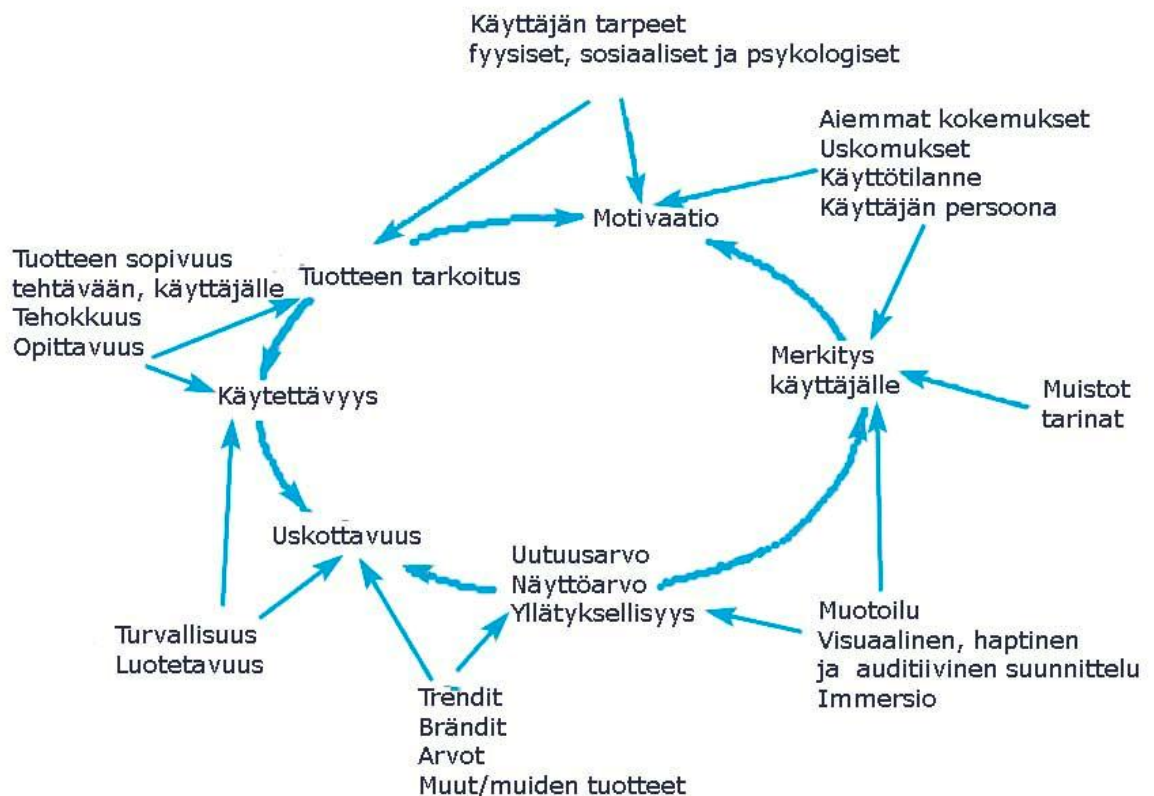 Käyttäjän tarpeet
fyysiset, sosiaaliset ja psykologiset
Aiemmat kokemukset
Uskomukset
Käyttötilanne
Käyttäjän persoona
Motivaatio
Tuotteen sopivuus
tehtävään, käyttäjälle
Tehokkuus
Opittavuus
Tuotteen tarkoitus
Merkitys
käyttäjälle
Käytettävyys
Muistot
tarinat
Uskottavuus
Uutuusarvo
Näyttöarvo
Yllätyksellisyys
Turvallisuus
Luotetavuus
Muotoilu
Visuaalinen, haptinen
ja auditiivinen suunnittelu
Immersio
Trendit
Brändit
Arvot
Muut/muiden tuotteet